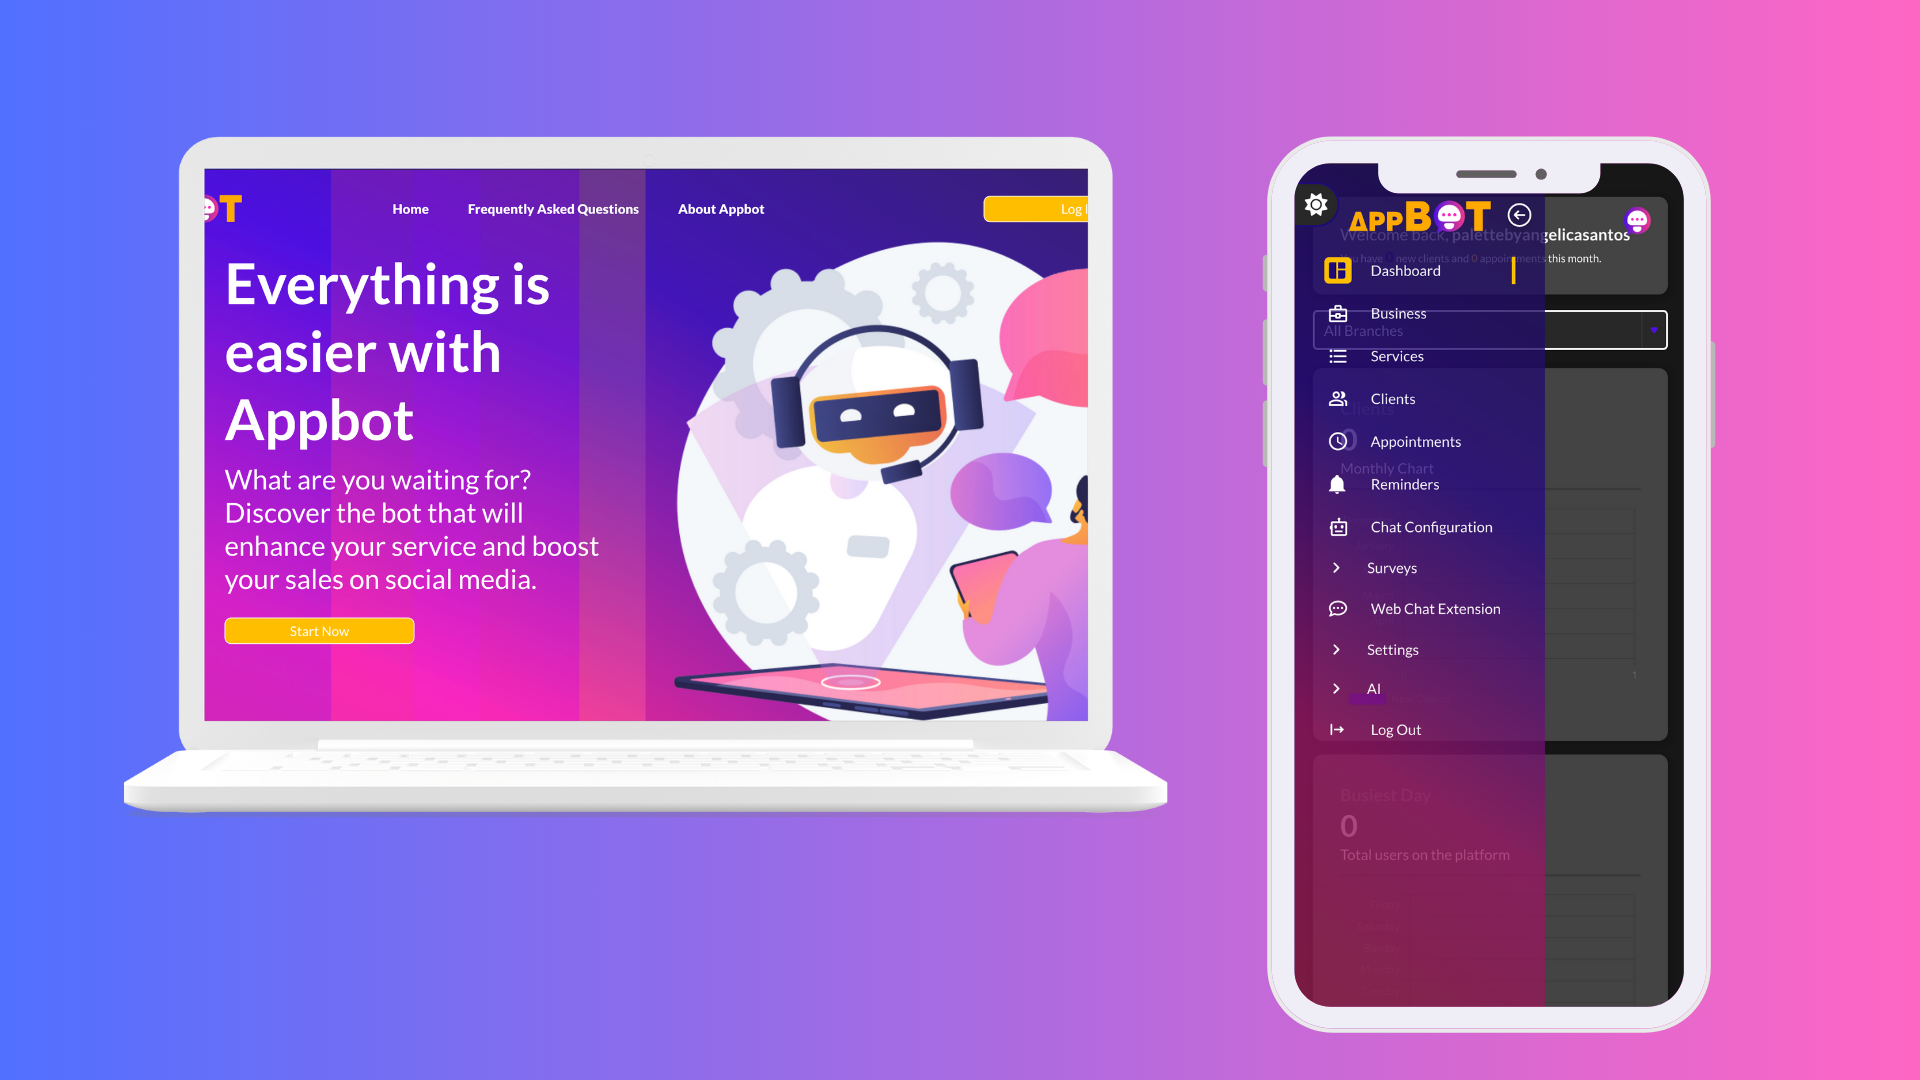 T
Home
Frequently Asked Questions
About Appbot
Log
Everything is
easier with
Appbot
What are you waiting for?
Discover the bot that will
enhance your service and boost
your sales on social media.
Start Now
APPBOT
Welcome back, palettebyangelicasantos
have new clients and 0 appointments this month.
Dashboard
Business
All Branches
Services
Clients
Clients
0
Appointments
Monthly Chart
Reminders
Chat Configuration
Surveys
Web Chat Extension
Settings
1
AI
Log Out
Busiest Day
0
Total users on the platform